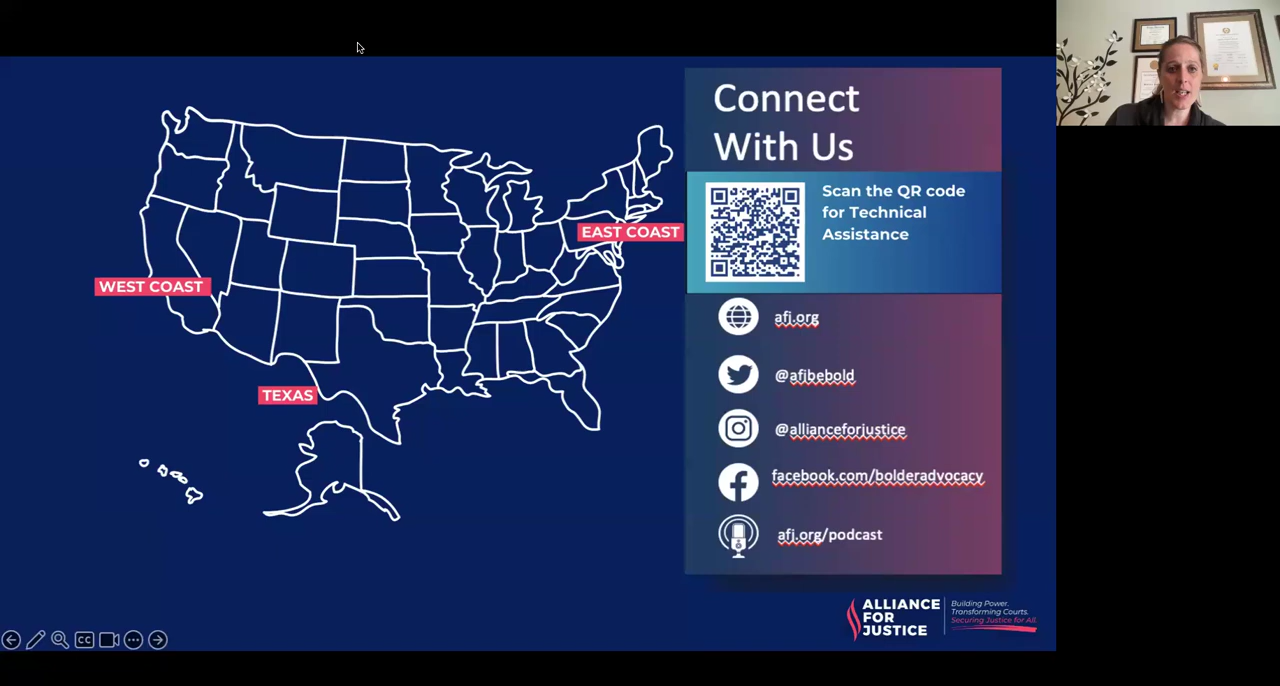 Connect
With Us
Scan the QR code
for Technical
Assistance
EAST COAST
WEST COAST
TEXAS
afj.org
@afjbebold
@allianceforjustice
facebook.com/bolderadvocacy
afj.org/podcast
ALLIANCE
FOR
JUSTICE
Building Power.
Transforming Courts.
Securing Justice for All.
CC